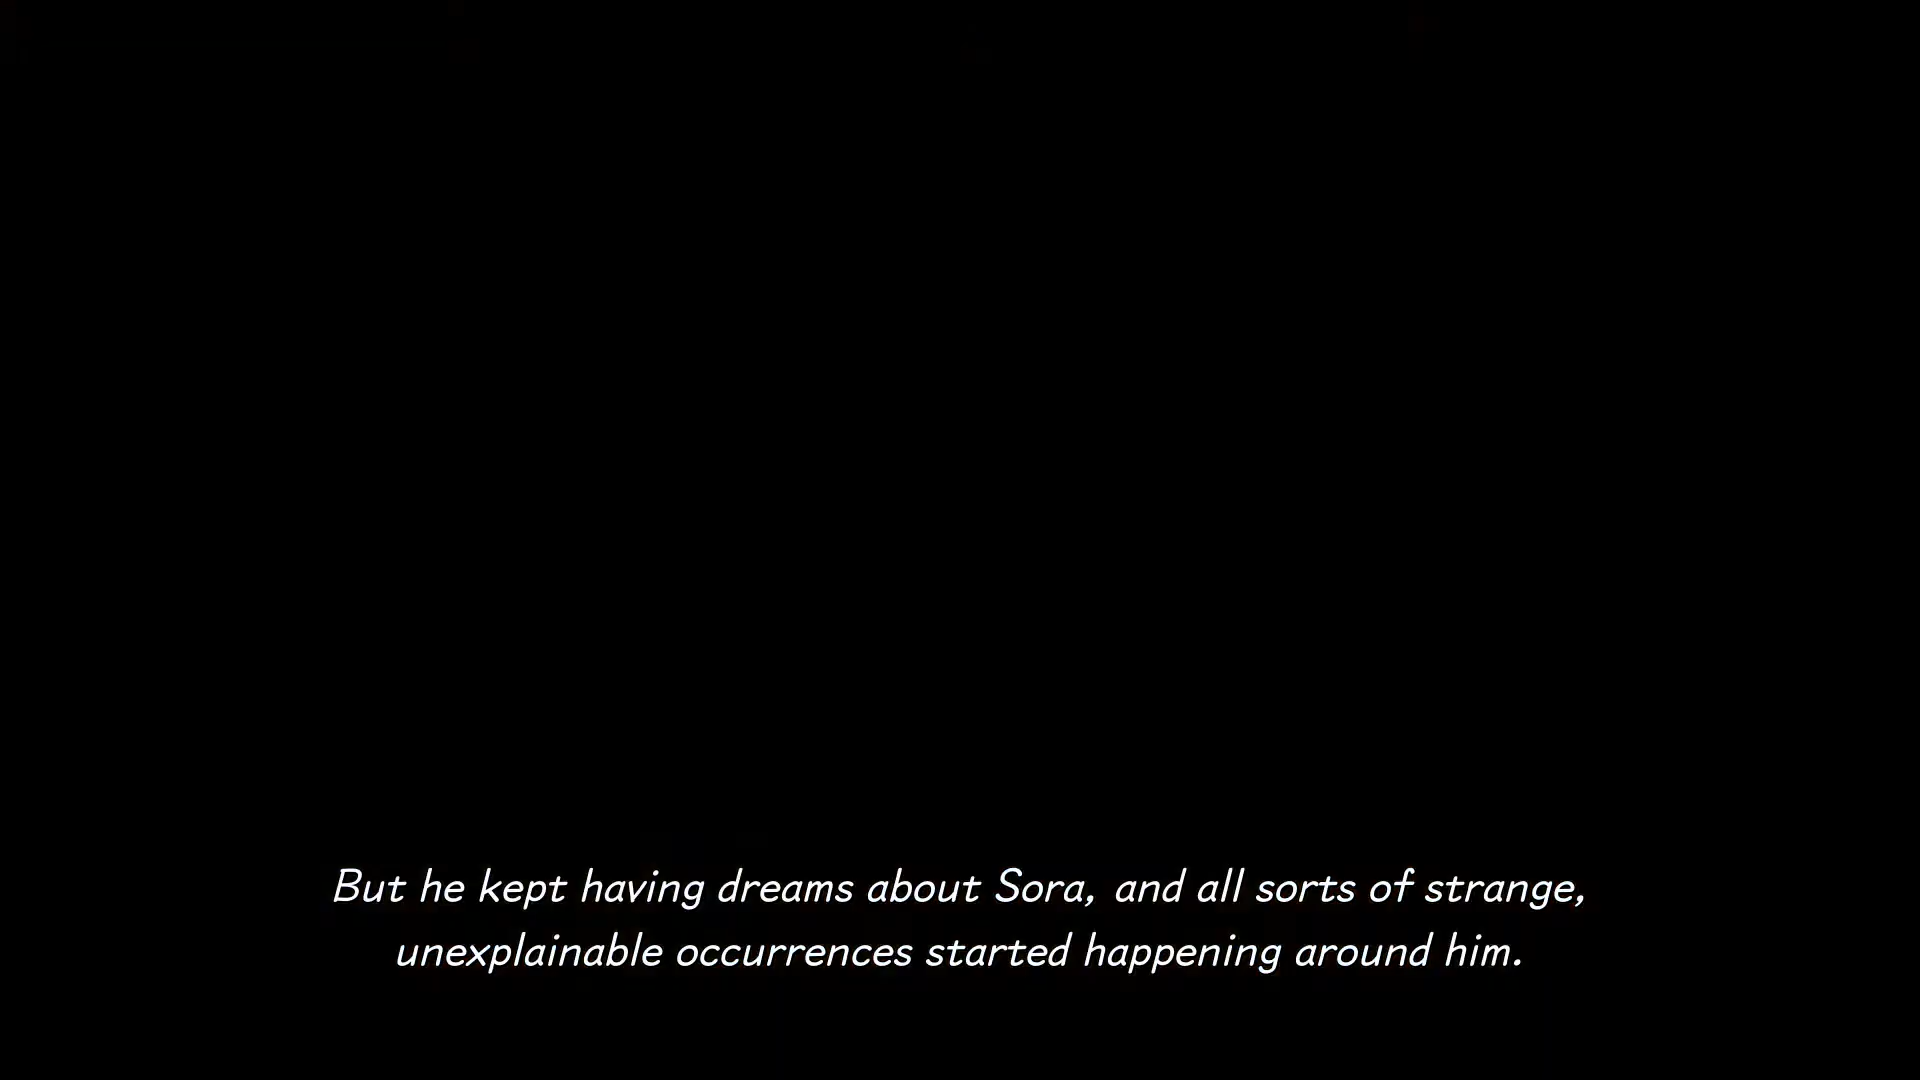 But he kept having dreams about Sora, and all sorts of strange,
unexplainable occurrences started happening around him.